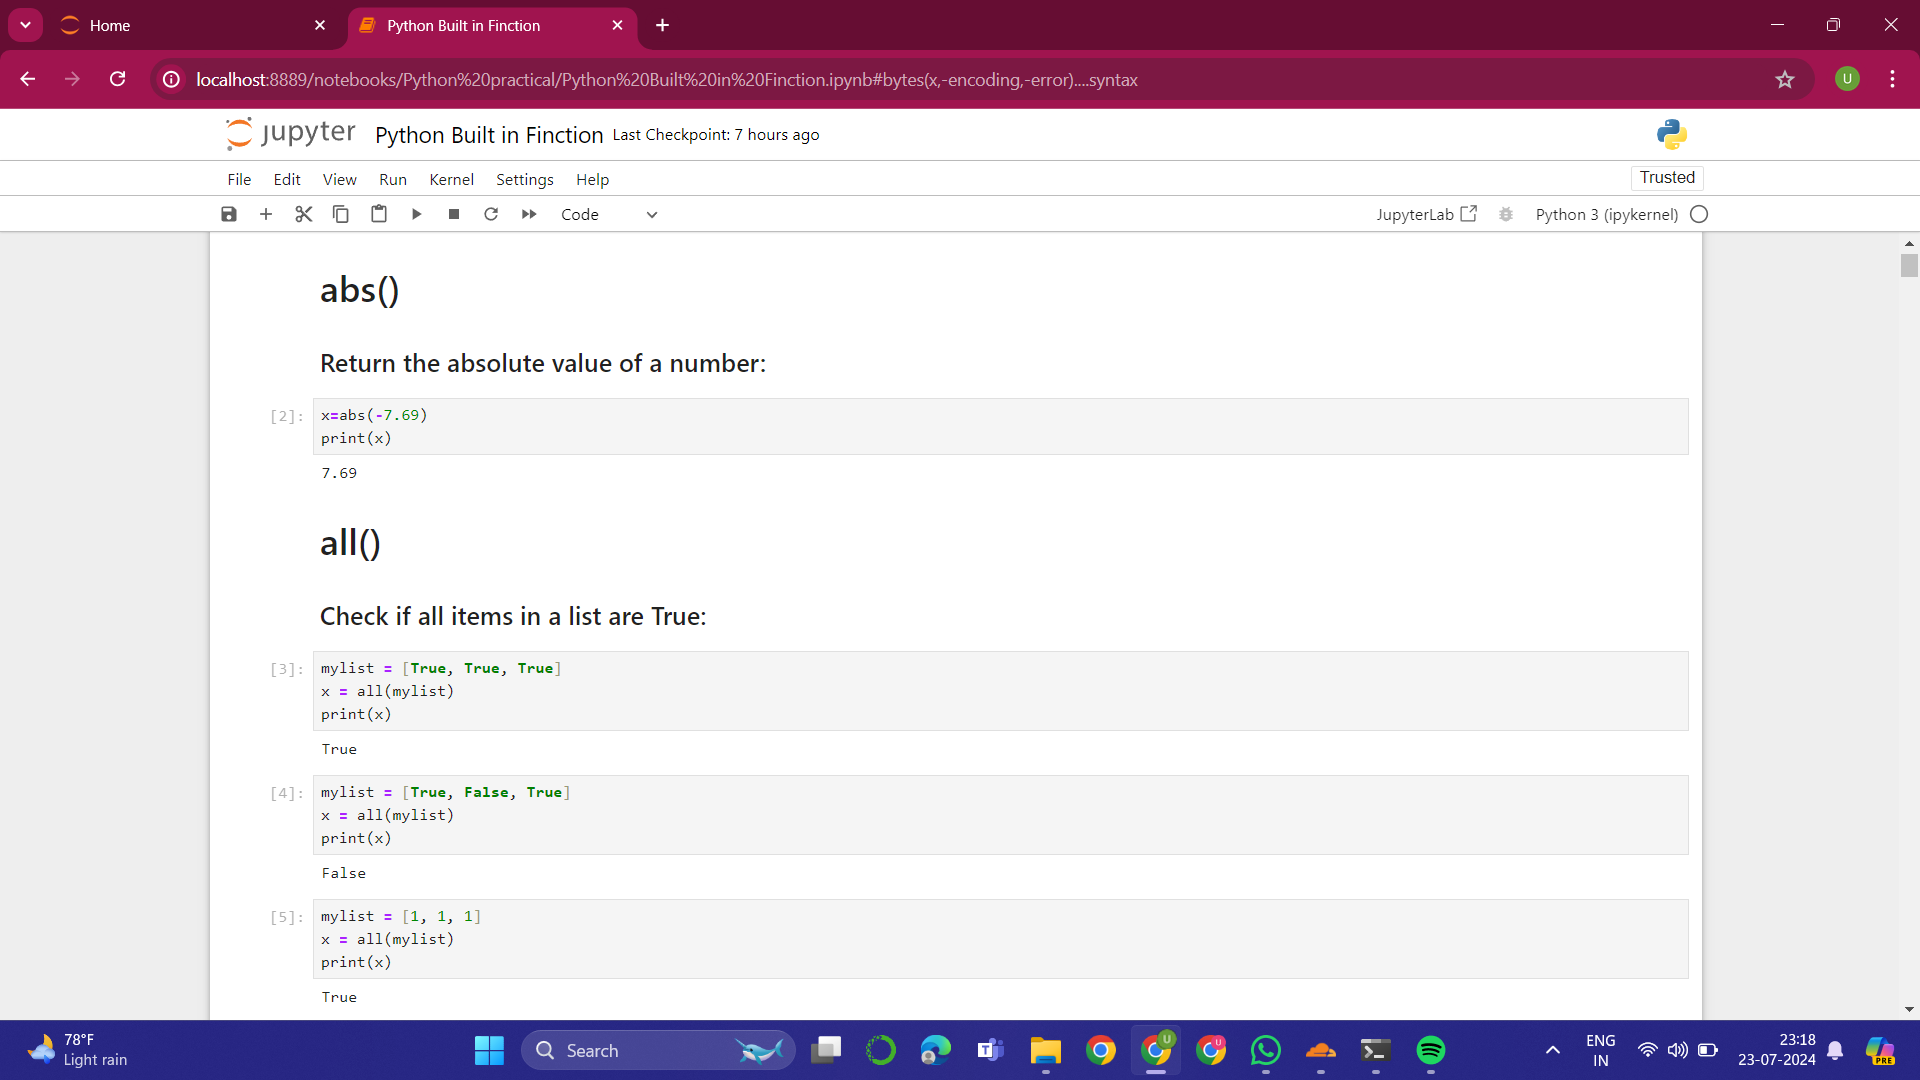 Home
Python Built in Finction
localhost:8889/notebooks/Python%20practical/Python%20Built%20in%20Finction.ipynb#bytes(x,-encoding,-error)....syntax
U
jupyter Python Built in Finction Last Checkpoint: 7 hours ago
File Edit View Run Kernel Settings Help
Trusted
Code
JupyterLab
Python 3 (ipykernel)
abs()
Return the absolute value of a number:
[2]:
x=abs(-7.69)
print(x)
7.69
all()
Check if all items in a list are True:
[3]:
mylist = [True, True, True]
x = all(mylist)
print(x)
True
[4]:
mylist = [True, False, True]
x = all(mylist)
print(x)
False
[5]:
mylist = [1, 1, 1]
x = all(mylist)
print(x)
True
78°F
Light rain
Search
T
U
U
ENG
IN
23:18
23-07-2024
PRE